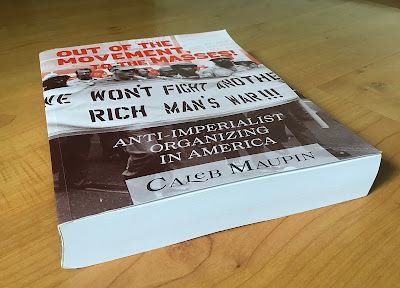 OUT OF THE
MOVEMENT
TO THE MASSES!
WE WON'T FIGHT ANOTHE
RICH MAN'S WAR!!!
ANTI-IMPERIALIST
ORGANIZING
IN AMERICA
CALEB MAUPIN